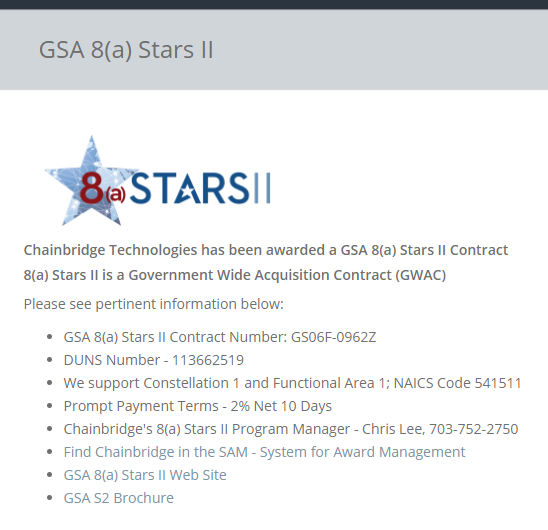 GSA 8(a) Stars II
8(a) STARS II
Chainbridge Technologies has been awarded a GSA 8(a) Stars II Contract
8(a) Stars II is a Government Wide Acquisition Contract (GWAC)
Please see pertinent information below:
GSA 8(a) Stars II Contract Number: GS06F-0962Z
DUNS Number - 113662519
We support Constellation 1 and Functional Area 1; NAICS Code 541511
Prompt Payment Terms - 2% Net 10 Days
Chainbridge's 8(a) Stars II Program Manager - Chris Lee, 703-752-2750
Find Chainbridge in the SAM - System for Award Management
GSA 8(a) Stars II Web Site
GSA S2 Brochure